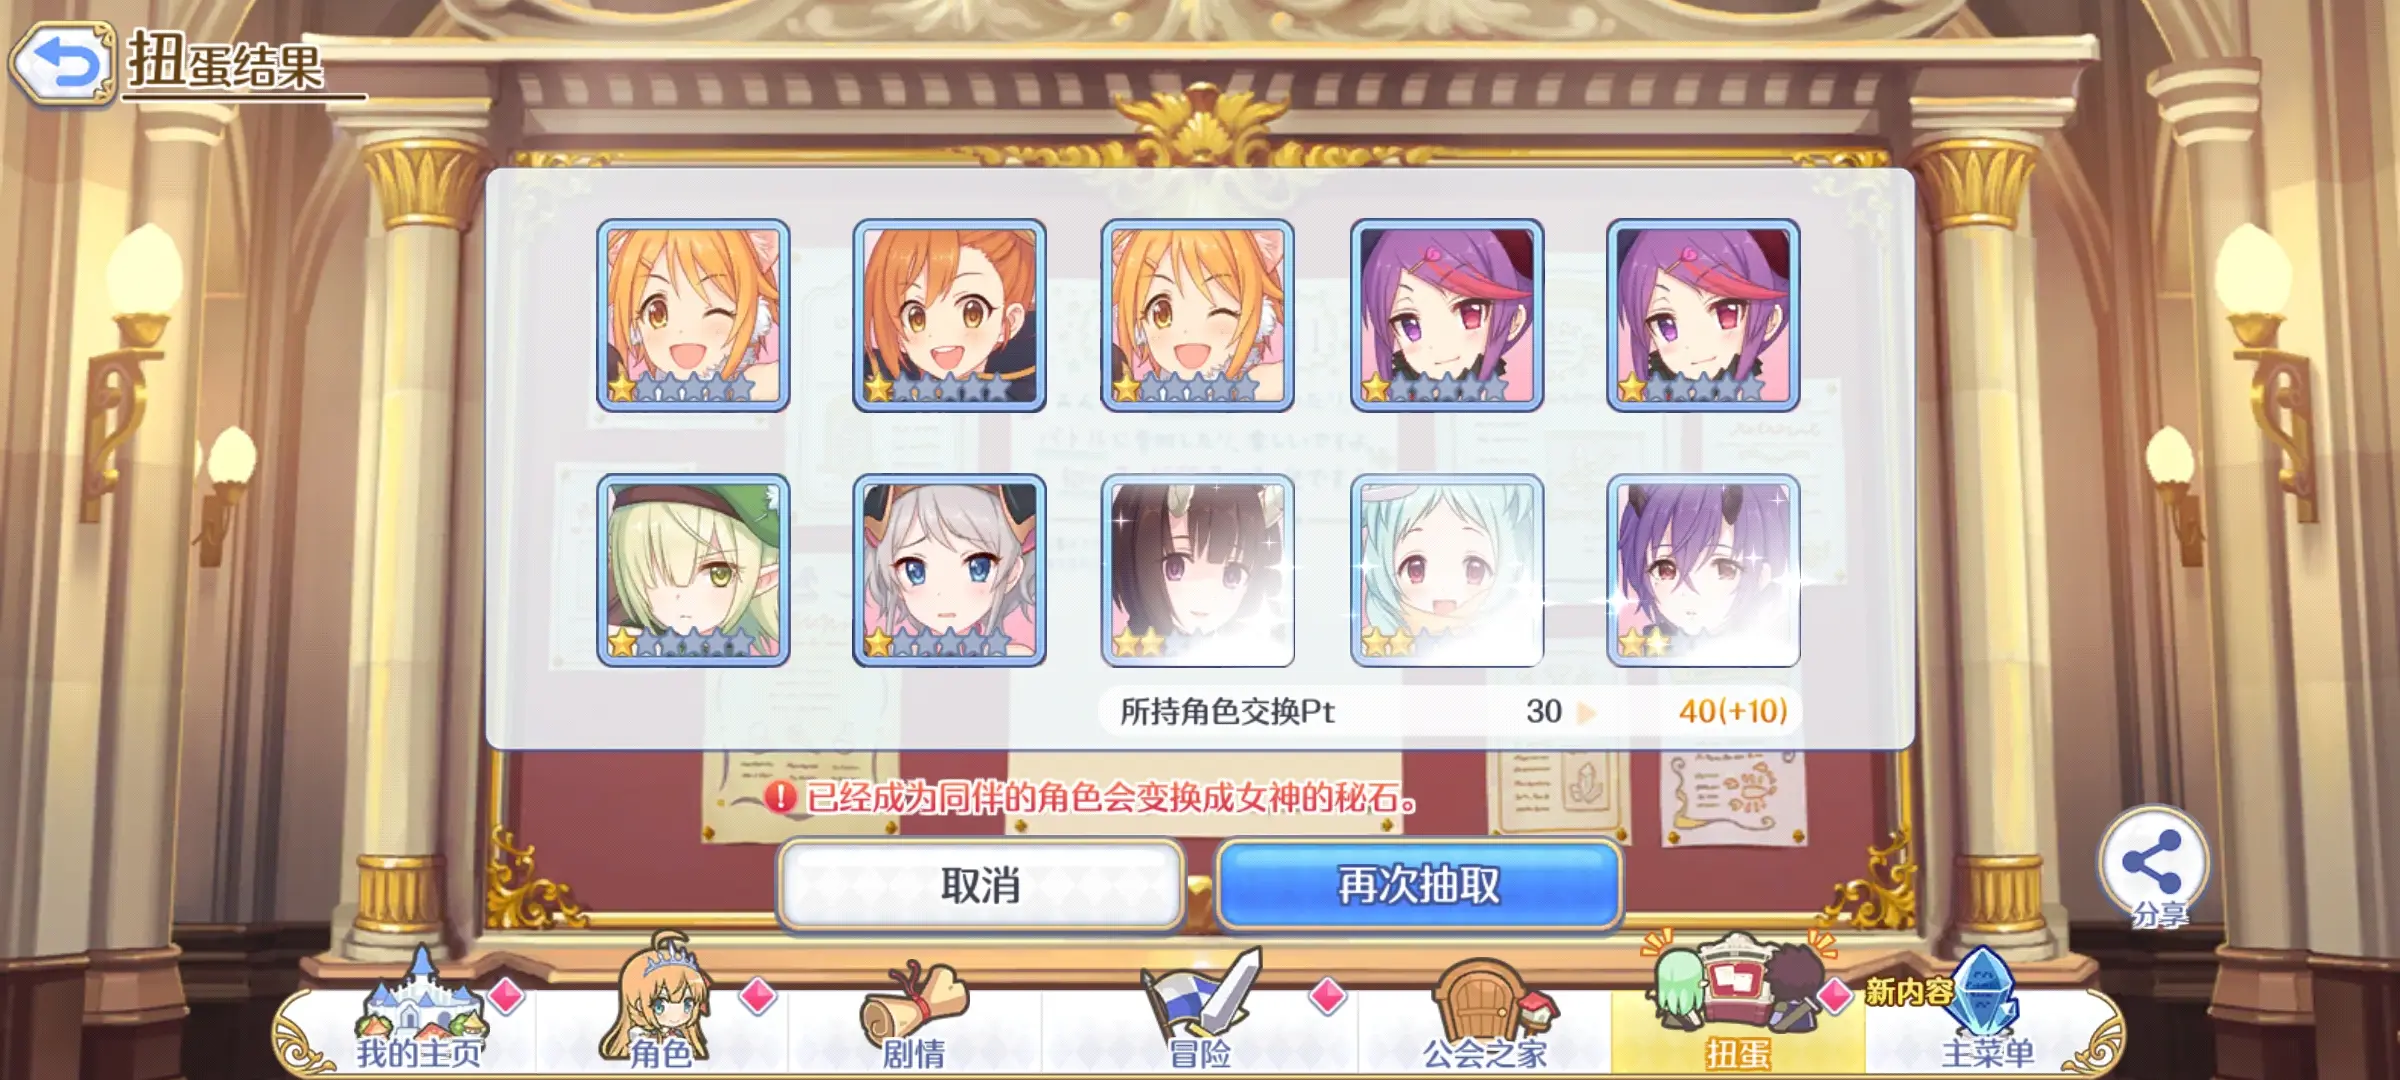 扭蛋结果
所持角色交换Pt 30 40(+10)
已经成为同伴的角色会变换成女神的秘石。
取消
再次抽取
分享
新内容
我的主页
角色
剧情
冒险
公会之家
扭蛋
主菜单